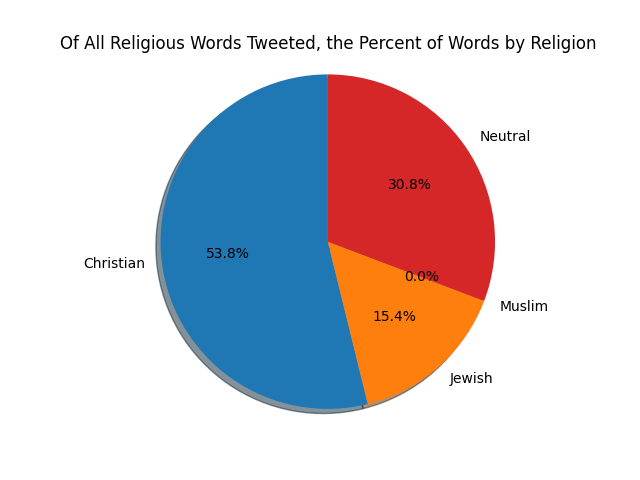 Of All Religious Words Tweeted, the Percent of Words by Religion
Neutral
30.8%
Christian
53.8%
0.0%
Muslim
15.4%
Jewish